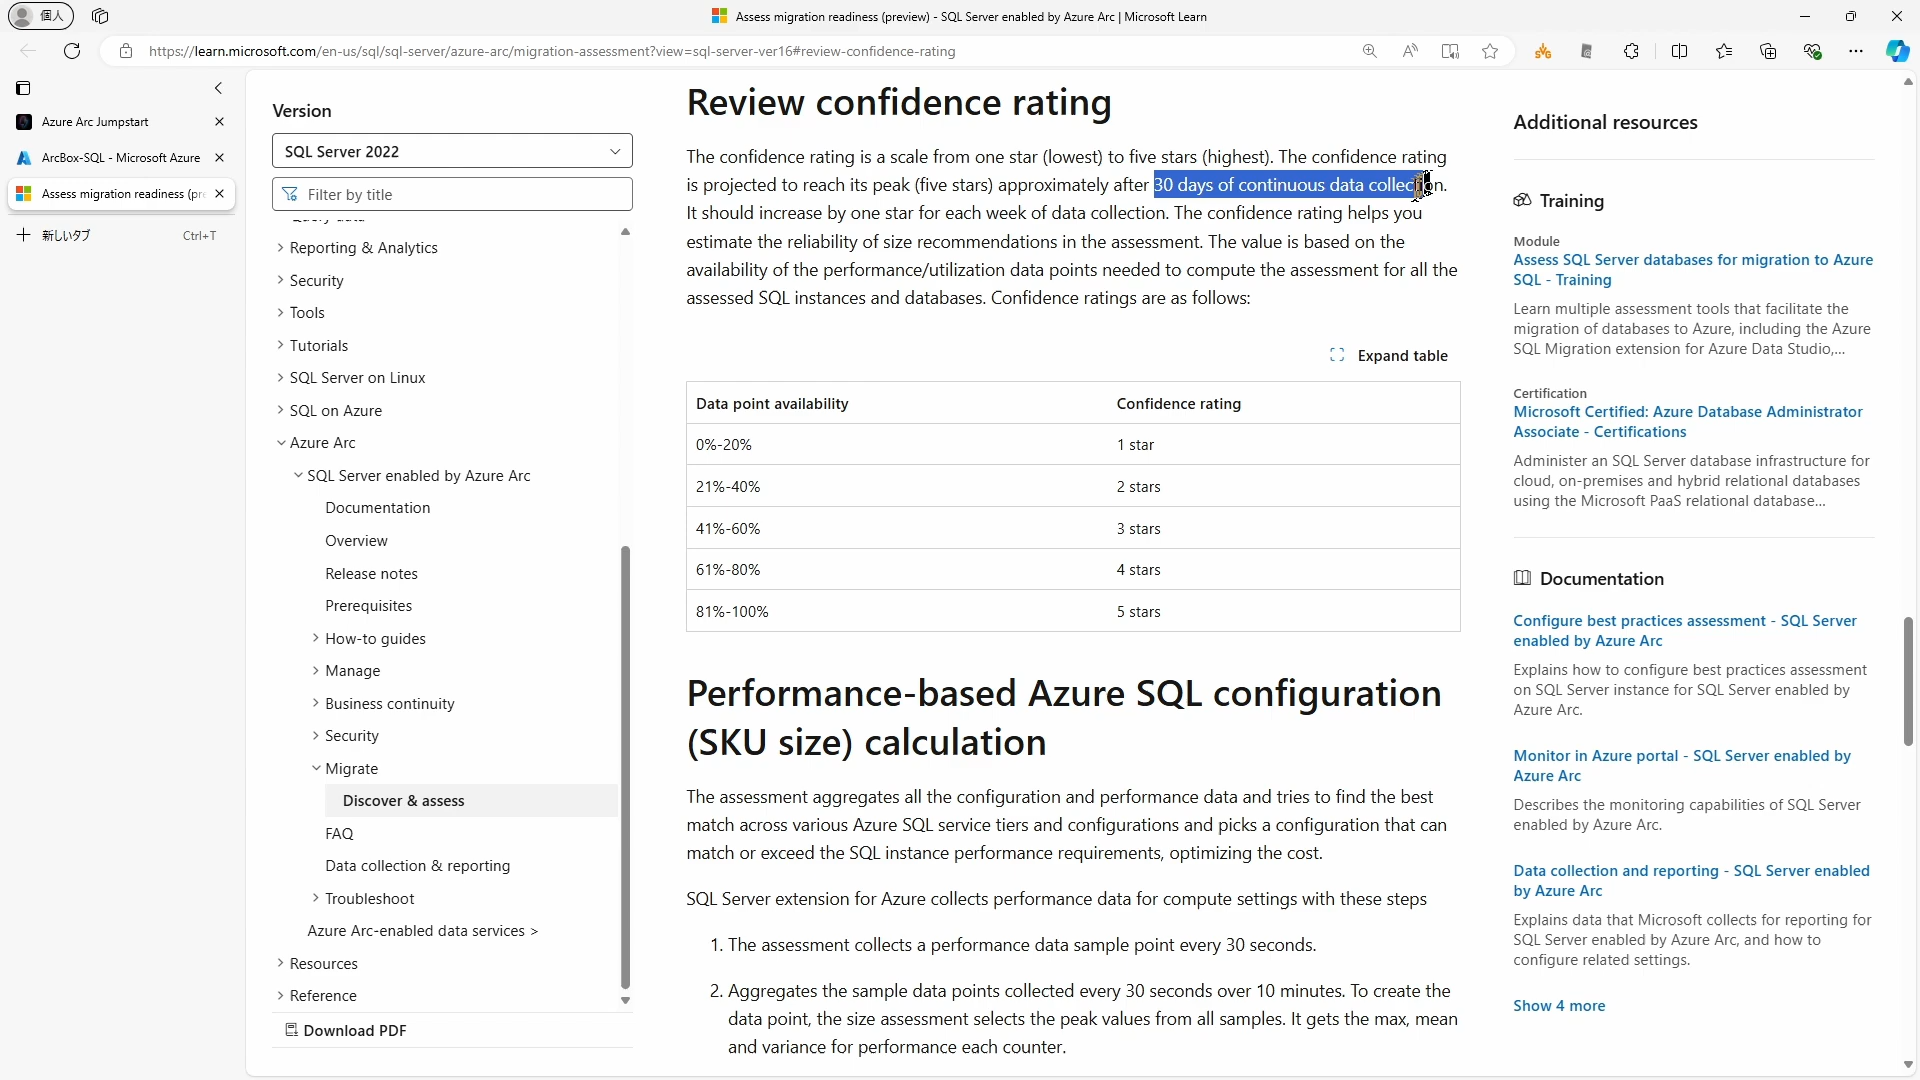 個人
Assess migration readiness (preview) - SQL Server enabled by Azure Arc | Microsoft Learn
https://learn.microsoft.com/en-us/sql/sql-server/azure-arc/migration-assessment?view=sql-server-ver16#review-confidence-rating
Azure Arc Jumpstart
ArcBox-SQL - Microsoft Azure
Assess migration readiness (pre
新しいタブ Ctrl+T
Version
SQL Server 2022
Filter by title
Query data
Reporting & Analytics
Security
Tools
Tutorials
SQL Server on Linux
SQL on Azure
Azure Arc
SQL Server enabled by Azure Arc
Documentation
Overview
Release notes
Prerequisites
How-to guides
Manage
Business continuity
Security
Migrate
Discover & assess
FAQ
Data collection & reporting
Troubleshoot
Azure Arc-enabled data services >
Resources
Reference
Download PDF
Review confidence rating
The confidence rating is a scale from one star (lowest) to five stars (highest). The confidence rating
is projected to reach its peak (five stars) approximately after 30 days of continuous data collection.
It should increase by one star for each week of data collection. The confidence rating helps you
estimate the reliability of size recommendations in the assessment. The value is based on the
availability of the performance/utilization data points needed to compute the assessment for all the
assessed SQL instances and databases. Confidence ratings are as follows:
Expand table
Data point availability Confidence rating
0%-20% 1 star
21%-40% 2 stars
41%-60% 3 stars
61%-80% 4 stars
81%-100% 5 stars
Performance-based Azure SQL configuration
(SKU size) calculation
The assessment aggregates all the configuration and performance data and tries to find the best
match across various Azure SQL service tiers and configurations and picks a configuration that can
match or exceed the SQL instance performance requirements, optimizing the cost.
SQL Server extension for Azure collects performance data for compute settings with these steps
1. The assessment collects a performance data sample point every 30 seconds.
2. Aggregates the sample data points collected every 30 seconds over 10 minutes. To create the
data point, the size assessment selects the peak values from all samples. It gets the max, mean
and variance for performance each counter.
Additional resources
Training
Module
Assess SQL Server databases for migration to Azure
SQL - Training
Learn multiple assessment tools that facilitate the
migration of databases to Azure, including the Azure
SQL Migration extension for Azure Data Studio,...
Certification
Microsoft Certified: Azure Database Administrator
Associate - Certifications
Administer an SQL Server database infrastructure for
cloud, on-premises and hybrid relational databases
using the Microsoft PaaS relational database...
Documentation
Configure best practices assessment - SQL Server
enabled by Azure Arc
Explains how to configure best practices assessment
on SQL Server instance for SQL Server enabled by
Azure Arc.
Monitor in Azure portal - SQL Server enabled by
Azure Arc
Describes the monitoring capabilities of SQL Server
enabled by Azure Arc.
Data collection and reporting - SQL Server enabled
by Azure Arc
Explains data that Microsoft collects for reporting for
SQL Server enabled by Azure Arc, and how to
configure related settings.
Show 4 more